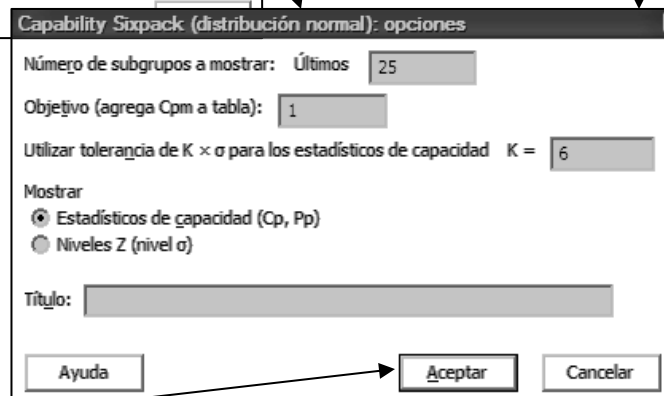 Capability Sixpack (distribución normal): opciones
Número de subgrupos a mostrar: Últimos 25
Objetivo (agrega Cpm a tabla): 1
Utilizar tolerancia de K × σ para los estadísticos de capacidad K = 6
Mostrar
Estadísticos de capacidad (Cp, Pp)
Niveles Z (nivel σ)
Título:
Ayuda Aceptar Cancelar